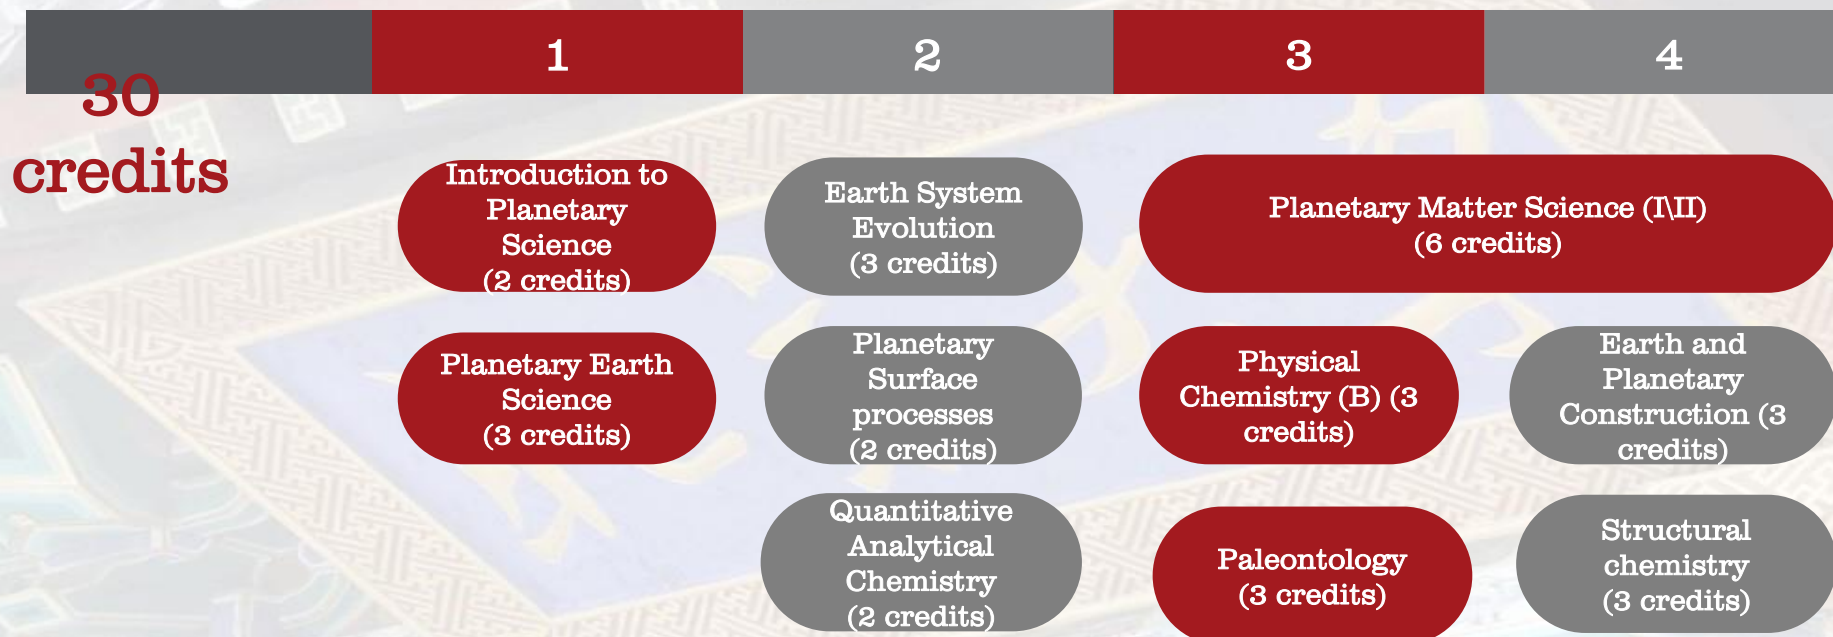 1
2
3
4
30
credits
Introduction to
Planetary
Science
(2 credits)
Earth System
Evolution
(3 credits)
Planetary Matter Science (I\II)
(6 credits)
Planetary Earth
Science
(3 credits)
Planetary
Surface
processes
(2 credits)
Physical
Chemistry (B) (3
credits)
Earth and
Planetary
Construction (3
credits)
Quantitative
Analytical
Chemistry
(2 credits)
Paleontology
(3 credits)
Structural
chemistry
(3 credits)